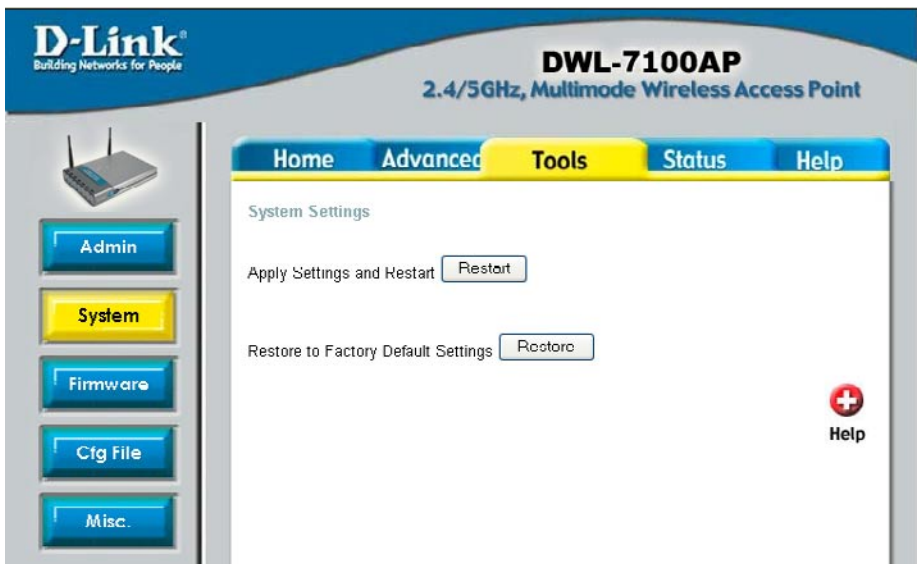 D-Link®
Building Networks for People
DWL-7100AP
2.4/5GHz, Multimode Wireless Access Point
Home Advanced Tools Status Help
Admin
System
Firmware
Cfg File
Misc.
System Settings
Apply Settings and Restart Restart
Restore to Factory Default Settings Restore
Help